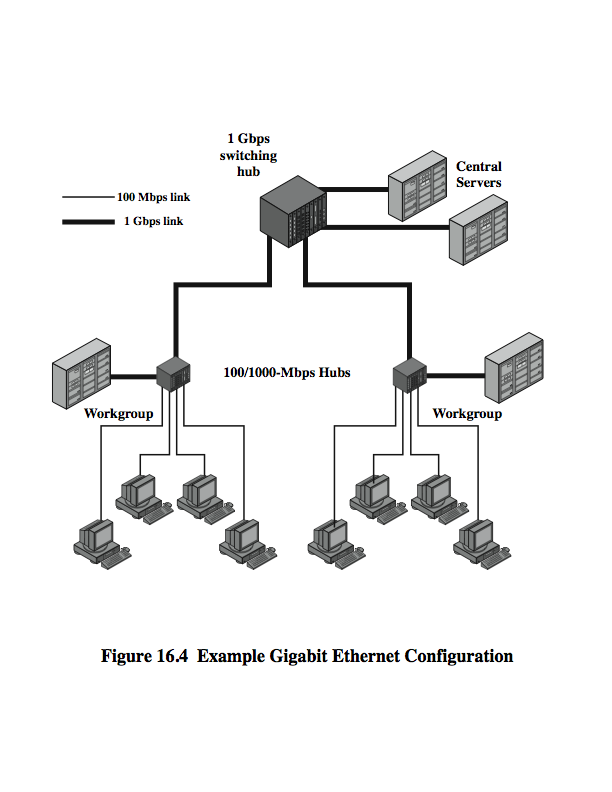 1 Gbps
switching
hub
Central
Servers
100 Mbps link
1 Gbps link
100/1000-Mbps Hubs
Workgroup
Workgroup
Figure 16.4  Example Gigabit Ethernet Configuration